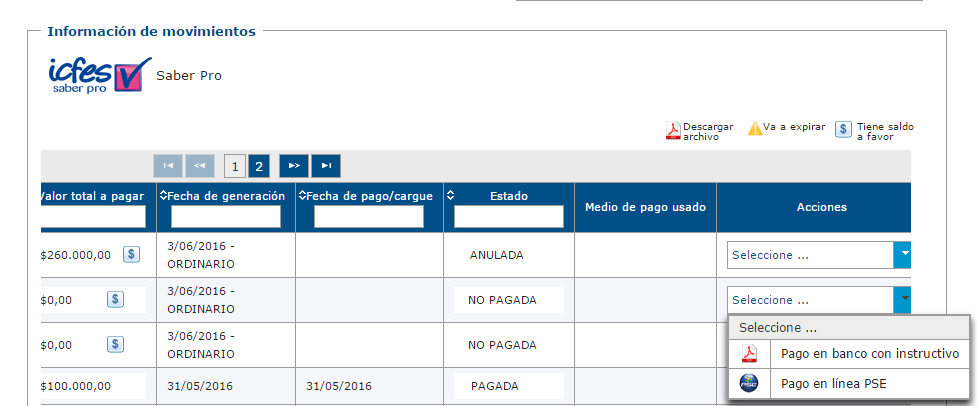 Información de movimientos
icfes
saber pro
Saber Pro
Descargar archivo
Va a expirar
$
Tiene saldo a favor
1 2
Valor total a pagar
Fecha de generación
Fecha de pago/cargue
Estado
Medio de pago usado
Acciones
$260.000,00 $ 3/06/2016 - ORDINARIO ANULADA Seleccione ...
$0,00 $ 3/06/2016 - ORDINARIO NO PAGADA Seleccione ...
Seleccione ...
Pago en banco con instructivo
PSE Pago en línea PSE
$0,00 $ 3/06/2016 - ORDINARIO NO PAGADA
$100.000,00 31/05/2016 31/05/2016 PAGADA